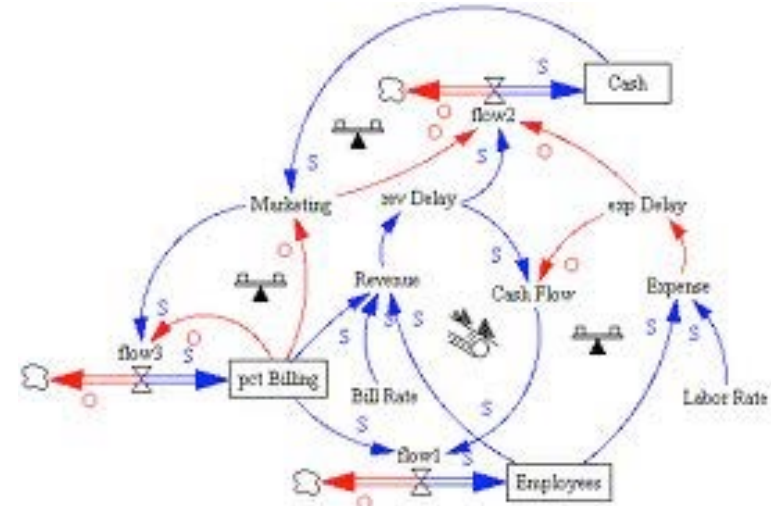 S
Cash
flow2
O
O
S
O
S
Marketing
rev Delay
exp Delay
O
S
O
Revenue
Cash Flow
Expense
S
O
flow3
S
S
S
S
S
S
pct Billing
O
Bill Rate
Labor Rate
S
S
flow1
S
Employees
O